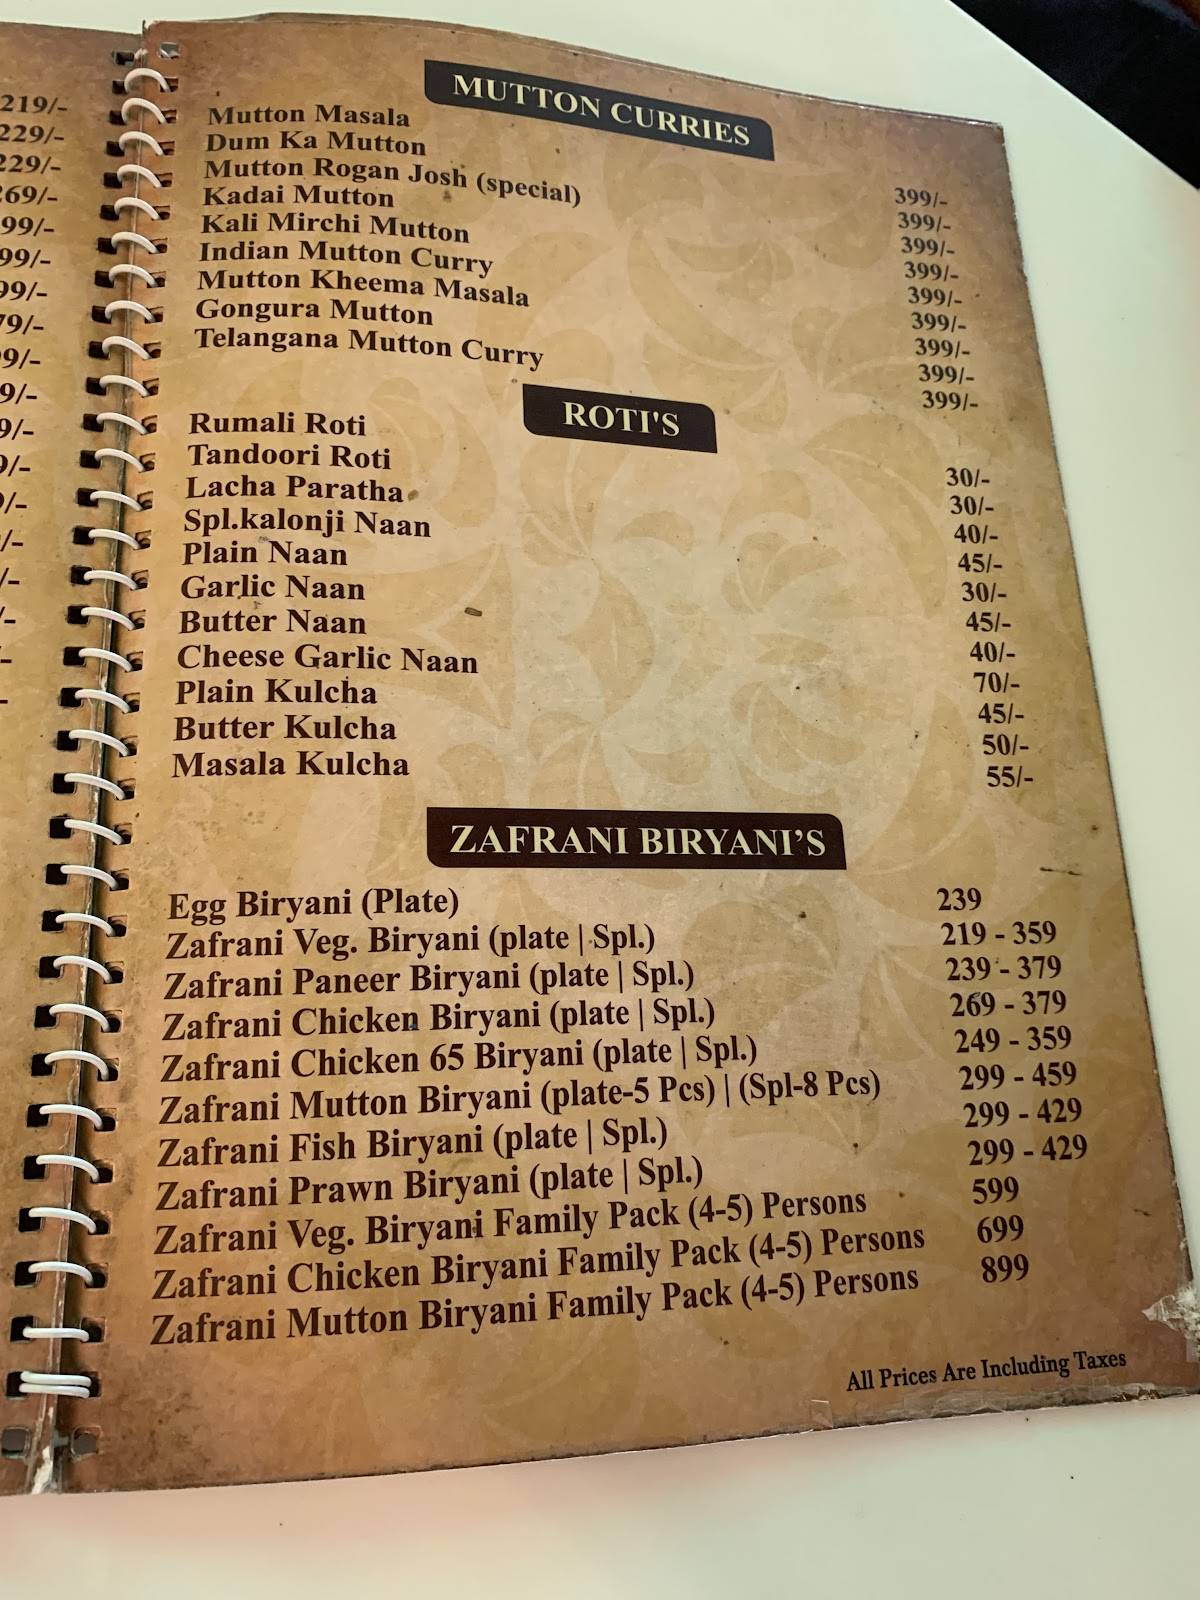 219/-
229/-
229/-
269/-
99/-
99/-
99/-
79/-
9/-
9/-
9/-
MUTTON CURRIES
Mutton Masala 399/-
Dum Ka Mutton 399/-
Mutton Rogan Josh (special) 399/-
Kadai Mutton 399/-
Kali Mirchi Mutton 399/-
Indian Mutton Curry 399/-
Mutton Kheema Masala 399/-
Gongura Mutton 399/-
Telangana Mutton Curry 399/-
ROTI'S
Rumali Roti 30/-
Tandoori Roti 30/-
Lacha Paratha 40/-
Spl.kalonji Naan 45/-
Plain Naan 30/-
Garlic Naan 45/-
Butter Naan 40/-
Cheese Garlic Naan 70/-
Plain Kulcha 45/-
Butter Kulcha 50/-
Masala Kulcha 55/-
ZAFRANI BIRYANI’S
Egg Biryani (Plate) 239
Zafrani Veg. Biryani (plate | Spl.) 219 - 359
Zafrani Paneer Biryani (plate | Spl.) 239 - 379
Zafrani Chicken Biryani (plate | Spl.) 269 - 379
Zafrani Chicken 65 Biryani (plate | Spl.) 249 - 359
Zafrani Mutton Biryani (plate-5 Pcs) | (Spl-8 Pcs) 299 - 459
Zafrani Fish Biryani (plate | Spl.) 299 - 429
Zafrani Prawn Biryani (plate | Spl.) 299 - 429
Zafrani Veg. Biryani Family Pack (4-5) Persons 599
Zafrani Chicken Biryani Family Pack (4-5) Persons 699
Zafrani Mutton Biryani Family Pack (4-5) Persons 899
All Prices Are Including Taxes